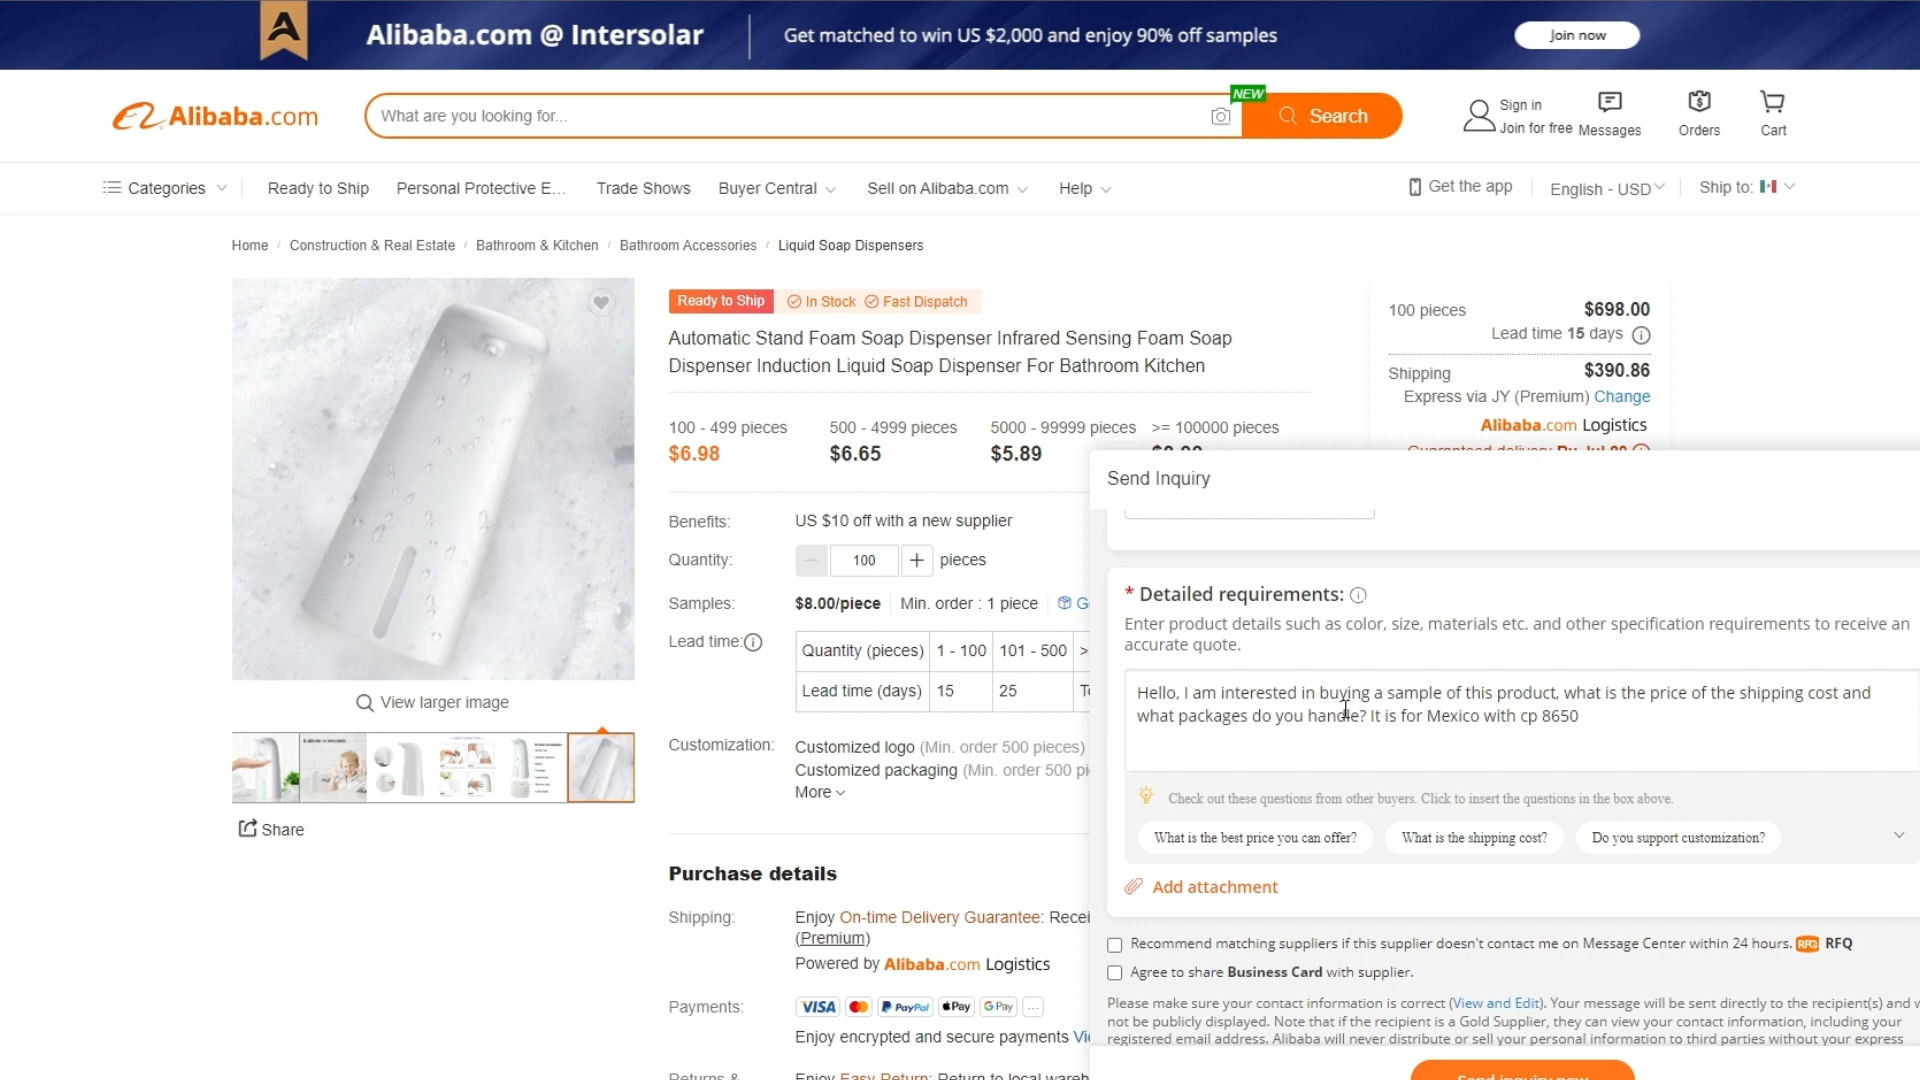 Alibaba.com @ Intersolar
Get matched to win US $2,000 and enjoy 90% off samples
Join now
Alibaba.com
What are you looking for...
NEW
Search
Sign in
Join for free
Messages
Orders
Cart
Categories
Ready to Ship
Personal Protective E...
Trade Shows
Buyer Central
Sell on Alibaba.com
Help
Get the app
English - USD
Ship to:
Home / Construction & Real Estate / Bathroom & Kitchen / Bathroom Accessories / Liquid Soap Dispensers
Ready to Ship
In Stock
Fast Dispatch
Automatic Stand Foam Soap Dispenser Infrared Sensing Foam Soap
Dispenser Induction Liquid Soap Dispenser For Bathroom Kitchen
100 - 499 pieces
500 - 4999 pieces
5000 - 99999 pieces
>= 100000 pieces
$6.98
$6.65
$5.89
Benefits:
US $10 off with a new supplier
Quantity:
100
pieces
Samples:
$8.00/piece
Min. order : 1 piece
Lead time:
Quantity (pieces)
1 - 100
101 - 500
>
Lead time (days)
15
25
Customization:
Customized logo (Min. order 500 pieces)
Customized packaging (Min. order 500
More
View larger image
Share
100 pieces
$698.00
Lead time 15 days
Shipping
$390.86
Express via JY (Premium) Change
Alibaba.com Logistics
Guaranteed delivery
Purchase details
Shipping:
Enjoy On-time Delivery Guarantee:
(Premium)
Powered by Alibaba.com Logistics
Payments:
VISA
PayPal
Pay
G Pay
...
Enjoy encrypted and secure payments
Returns &
Enjoy Easy Return: Return to local
Send Inquiry
* Detailed requirements:
Enter product details such as color, size, materials etc. and other specification requirements to receive an
accurate quote.
Hello, I am interested in buying a sample of this product, what is the price of the shipping cost and
what packages do you handle? It is for Mexico with cp 8650
Check out these questions from other buyers. Click to insert the questions in the box above.
What is the best price you can offer?
What is the shipping cost?
Do you support customization?
Add attachment
Recommend matching suppliers if this supplier doesn't contact me on Message Center within 24 hours. RFQ RFQ
Agree to share Business Card with supplier.
Please make sure your contact information is correct (View and Edit). Your message will be sent directly to the recipient(s) and
not be publicly displayed. Note that if the recipient is a Gold Supplier, they can view your contact information, including your
registered email address. Alibaba will never distribute or sell your personal information to third parties without your express
Send inquiry now